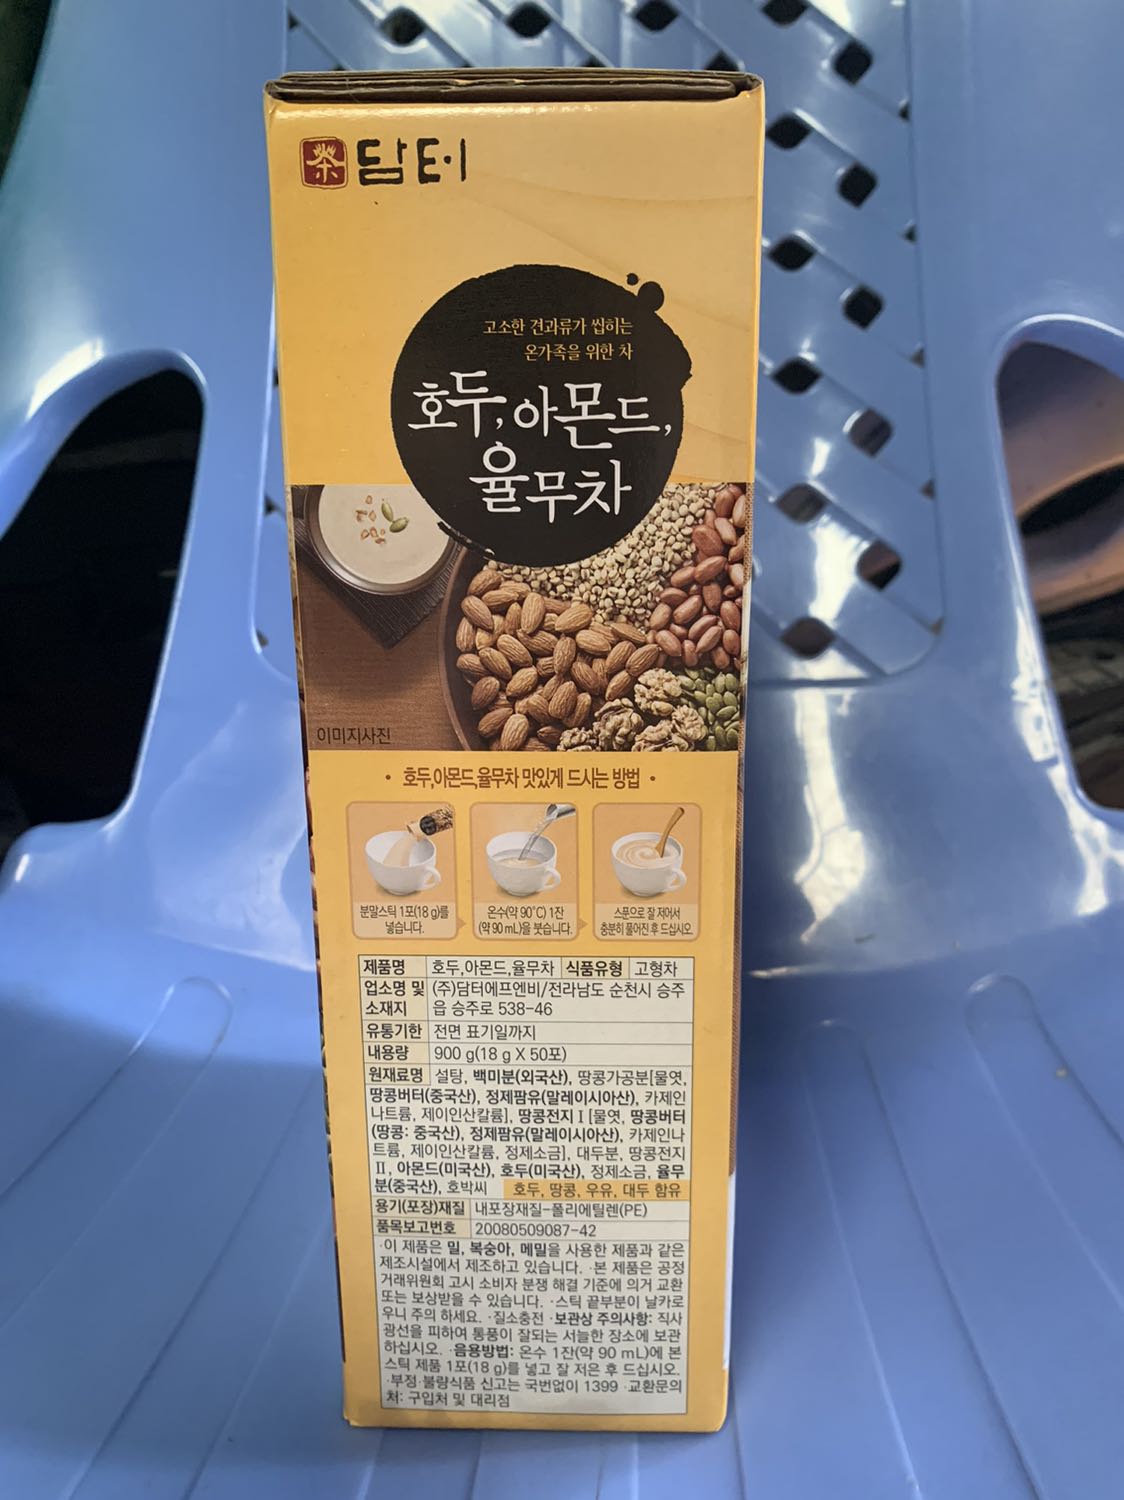 茶 담터
고소한 견과류가 씹히는
온가족을 위한 차
호두, 아몬드,
율무차
이미지사진
· 호두,아몬드,율무차 맛있게 드시는 방법 ·
분말스틱 1포(18 g)를
넣습니다.
온수(약 90°C) 1잔
(약 90 mL)을 붓습니다.
스푼으로 잘 저어서
충분히 풀어진 후 드십시오.
제품명 호두,아몬드,율무차 식품유형 고형차
업소명 및 (주)담터에프엔비/전라남도 순천시 승주
소재지 읍 승주로 538-46
유통기한 전면 표기일까지
내용량 900 g(18 g X 50포)
원재료명 설탕, 백미분(외국산), 땅콩가공분[물엿,
땅콩버터(중국산), 정제팜유(말레이시아산), 카제인
나트륨, 제이인산칼륨], 땅콩전지Ⅰ[물엿, 땅콩버터
(땅콩: 중국산), 정제팜유(말레이시아산), 카제인나
트륨, 제이인산칼륨, 정제소금], 대두분, 땅콩전지
Ⅱ, 아몬드(미국산), 호두(미국산), 정제소금, 율무
분(중국산), 호박씨 호두, 땅콩, 우유, 대두 함유
용기(포장)재질 내포장재질-폴리에틸렌(PE)
품목보고번호 20080509087-42
·이 제품은 밀, 복숭아, 메밀을 사용한 제품과 같은
제조시설에서 제조하고 있습니다. ·본 제품은 공정
거래위원회 고시 소비자 분쟁 해결 기준에 의거 교환
또는 보상받을 수 있습니다. ·스틱 끝부분이 날카로
우니 주의 하세요. ·질소충전 ·보관상 주의사항: 직사
광선을 피하여 통풍이 잘되는 서늘한 장소에 보관
하십시오. ·음용방법: 온수 1잔(약 90 mL)에 본
스틱 제품 1포(18 g)를 넣고 잘 저은 후 드십시오.
·부정·불량식품 신고는 국번없이 1399 ·교환문의
처: 구입처 및 대리점